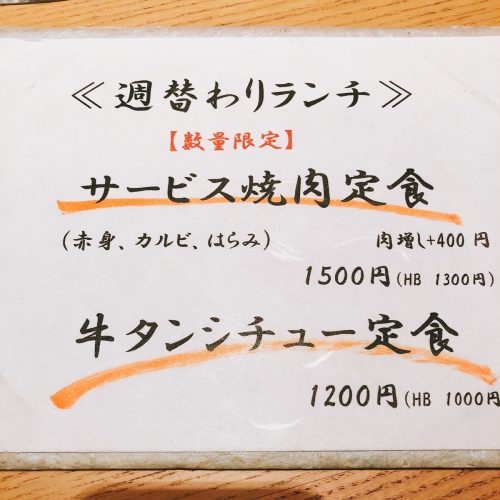 ≪週替わりランチ≫
【数量限定】
サービス焼肉定食
(赤身、カルビ、はらみ) 肉増し+400円
1500円(HB 1300円)
牛タンシチュー定食
1200円(HB 1000円